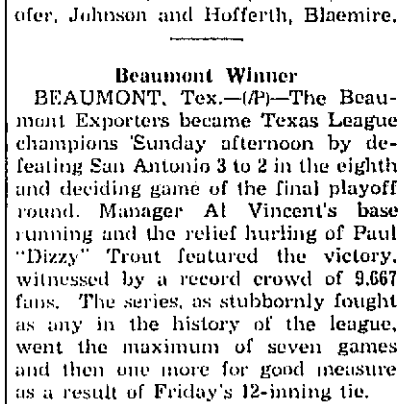 ofer, Johnson and Hofferth, Blaemire.
Beaumont Winner
BEAUMONT, Tex.—(AP)—The Beau-
mont Exporters became Texas League
champions Sunday afternoon by de-
feating San Antonio 3 to 2 in the eighth
and deciding game of the final playoff
round. Manager Al Vincent's base
running and the relief hurling of Paul
"Dizzy" Trout featured the victory,
witnessed by a record crowd of 9,667
fans. The series, as stubbornly fought
as any in the history of the league,
went the maximum of seven games
and then one more for good measure
as a result of Friday's 12-inning tie.